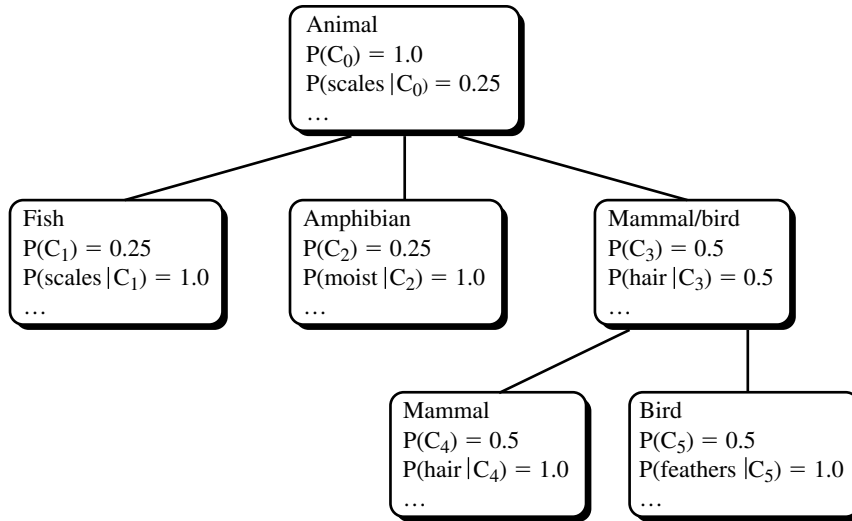 Animal
P(C₀) = 1.0
P(scales|C₀) = 0.25
…
Fish
P(C₁) = 0.25
P(scales|C₁) = 1.0
…
Amphibian
P(C₂) = 0.25
P(moist|C₂) = 1.0
…
Mammal/bird
P(C₃) = 0.5
P(hair|C₃) = 0.5
…
Mammal
P(C₄) = 0.5
P(hair|C₄) = 1.0
…
Bird
P(C₅) = 0.5
P(feathers|C₅) = 1.0
…